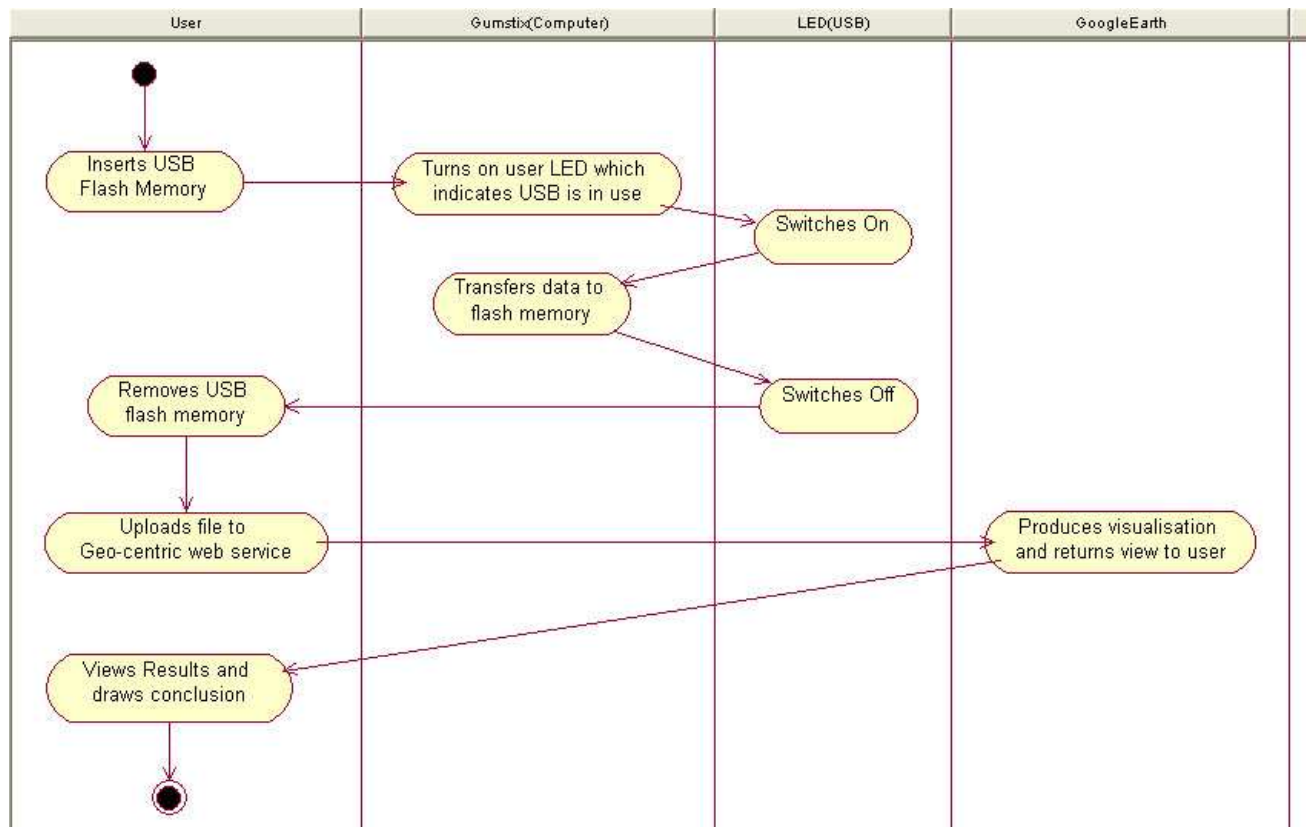 User
Gumstix(Computer)
LED(USB)
GoogleEarth
Inserts USB
Flash Memory
Turns on user LED which
indicates USB is in use
Switches On
Transfers data to
flash memory
Removes USB
flash memory
Switches Off
Uploads file to
Geo-centric web service
Produces visualisation
and returns view to user
Views Results and
draws conclusion